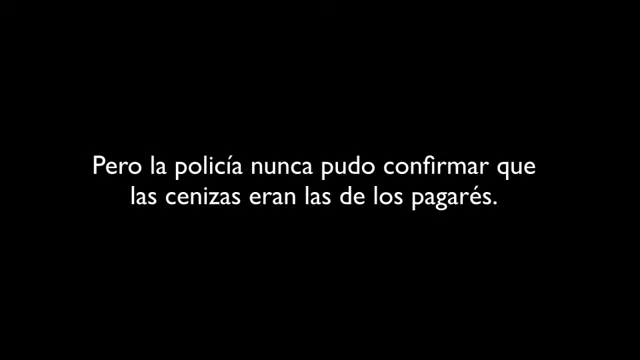 Pero la policía nunca pudo confirmar que
las cenizas eran las de los pagarés.